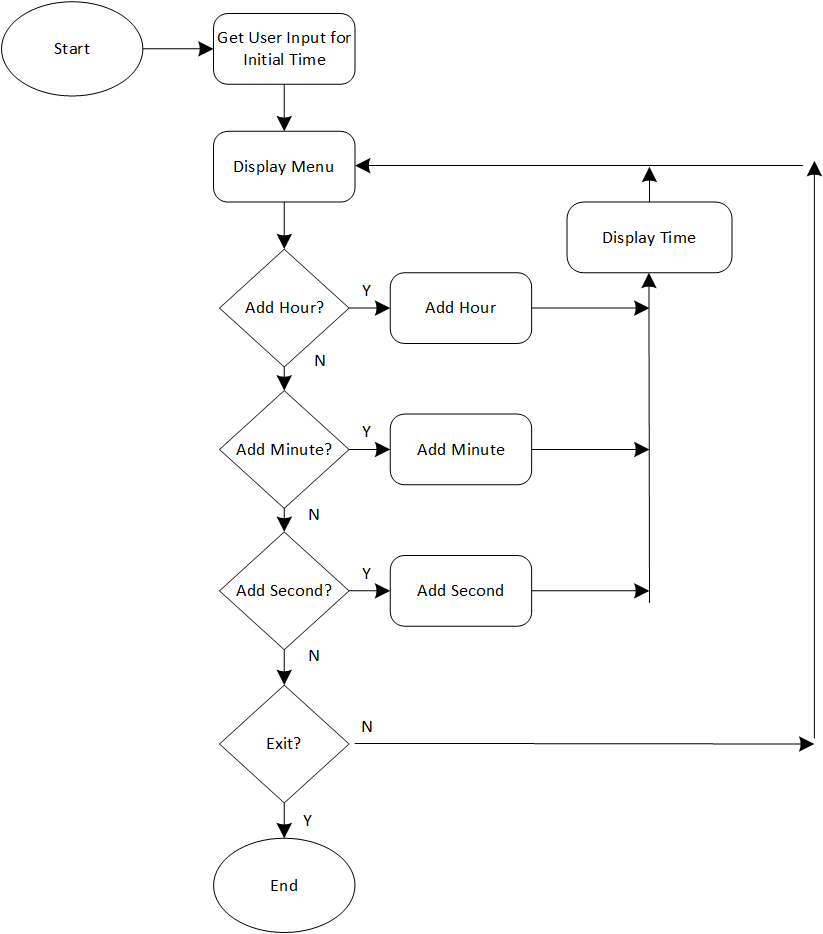 Start
Get User Input for
Initial Time
Display Menu
Display Time
Add Hour?
Y
Add Hour
N
Add Minute?
Y
Add Minute
N
Add Second?
Y
Add Second
N
Exit?
N
Y
End